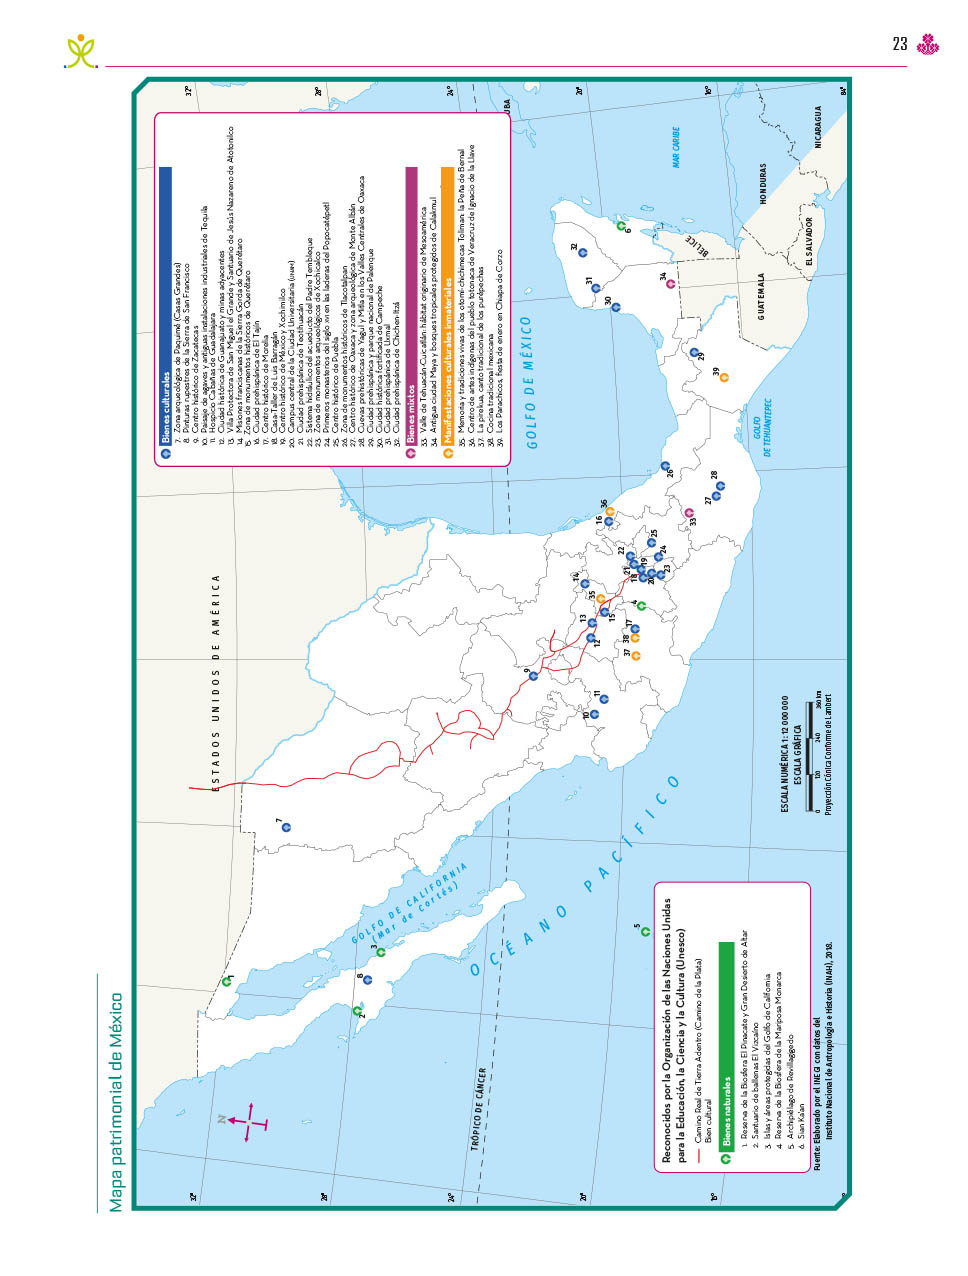 23
Mapa patrimonial de México
ESTADOS UNIDOS DE AMÉRICA
GOLFO DE MÉXICO
MAR CARIBE
GOLFO
DE TEHUANTEPEC
GOLFO DE CALIFORNIA
(Mar de Cortés)
OCÉANO PACÍFICO
TRÓPICO DE CÁNCER
UBA
BELICE
GUATEMALA
HONDURAS
EL SALVADOR
NICARAGUA
N
32°
28°
24°
20°
16°
32°
28°
24°
20°
16°
84°
Bienes culturales
7. Zona arqueológica de Paquimé (Casas Grandes)
8. Pinturas rupestres de la Sierra de San Francisco
9. Centro histórico de Zacatecas
10. Paisaje de agaves y antiguas instalaciones industriales de Tequila
11. Hospicio Cabañas de Guadalajara
12. Ciudad histórica de Guanajuato y minas adyacentes
13. Villa Protectora de San Miguel el Grande y Santuario de Jesús Nazareno de Atotonilco
14. Misiones franciscanas de la Sierra Gorda de Querétaro
15. Zona de monumentos históricos de Querétaro
16. Ciudad prehispánica de El Tajín
17. Centro histórico de Morelia
18. Casa-Taller de Luis Barragán
19. Centro histórico de México y Xochimilco
20. Campus central de la Ciudad Universitaria (UNAM)
21. Ciudad prehispánica de Teotihuacán
22. Sistema hidráulico del acueducto del Padre Tembleque
23. Zona de monumentos arqueológicos de Xochicalco
24. Primeros monasterios del siglo XVI en las laderas del Popocatépetl
25. Centro histórico de Puebla
26. Zona de monumentos históricos de Tlacotalpan
27. Centro histórico de Oaxaca y zona arqueológica de Monte Albán
28. Cuevas prehistóricas de Yagul y Mitla en los Valles Centrales de Oaxaca
29. Ciudad prehispánica y parque nacional de Palenque
30. Ciudad histórica fortificada de Campeche
31. Ciudad prehispánica de Uxmal
32. Ciudad prehispánica de Chichen-Itzá
Bienes mixtos
33. Valle de Tehuacán-Cuicatlán: hábitat originario de Mesoamérica
34. Antigua ciudad Maya y bosques tropicales protegidos de Calakmul
Manifestaciones culturales inmateriales
35. Memoria y tradiciones vivas de los otomí-chichimecas Tolimán: la Peña de Bernal
36. Centro de artes indígenas del pueblo totonaca de Veracruz de Ignacio de la Llave
37. La pirekua, canto tradicional de los purépechas
38. Cocina tradicional mexicana
39. Los Parachicos, fiesta de enero en Chiapa de Corzo
1
2
3
4
5
6
7
8
9
10
11
12
13
14
15
16
17
18
19
20
21
22
23
24
25
26
27
28
29
30
31
32
33
34
35
36
37
38
39
Reconocidos por la Organización de las Naciones Unidas
para la Educación, la Ciencia y la Cultura (Unesco)
Camino Real de Tierra Adentro (Camino de la Plata)
Bien cultural
Bienes naturales
1. Reserva de la Biosfera El Pinacate y Gran Desierto de Altar
2. Santuario de ballenas El Vizcaíno
3. Islas y áreas protegidas del Golfo de California
4. Reserva de la Biosfera de la Mariposa Monarca
5. Archipiélago de Revillagigedo
6. Sian Ka'an
Fuente: Elaborado por el INEGI con datos del
Instituto Nacional de Antropología e Historia (INAH), 2018.
ESCALA NUMÉRICA 1: 12 000 000
ESCALA GRÁFICA
0 120 240 360 km
Proyección Cónica Conforme de Lambert